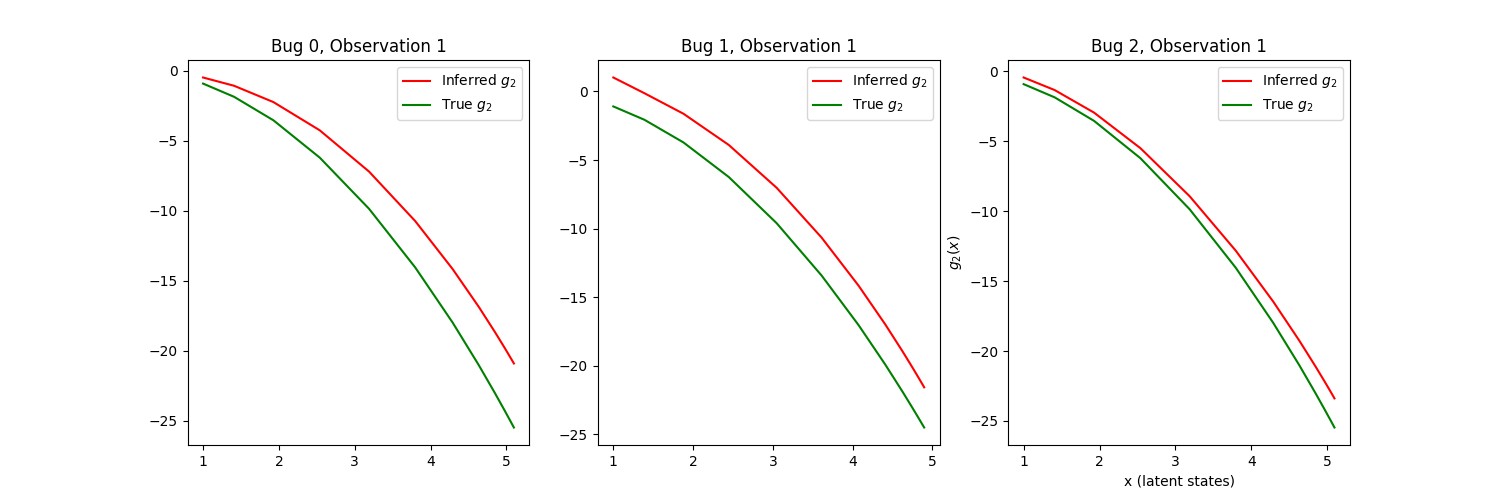 Bug 0, Observation 1
Inferred g₂
True g₂
0
−5
−10
−15
−20
−25
1 2 3 4 5
Bug 1, Observation 1
Inferred g₂
True g₂
0
−5
−10
−15
−20
−25
1 2 3 4 5
Bug 2, Observation 1
Inferred g₂
True g₂
g₂(x)
0
−5
−10
−15
−20
−25
1 2 3 4 5
x (latent states)